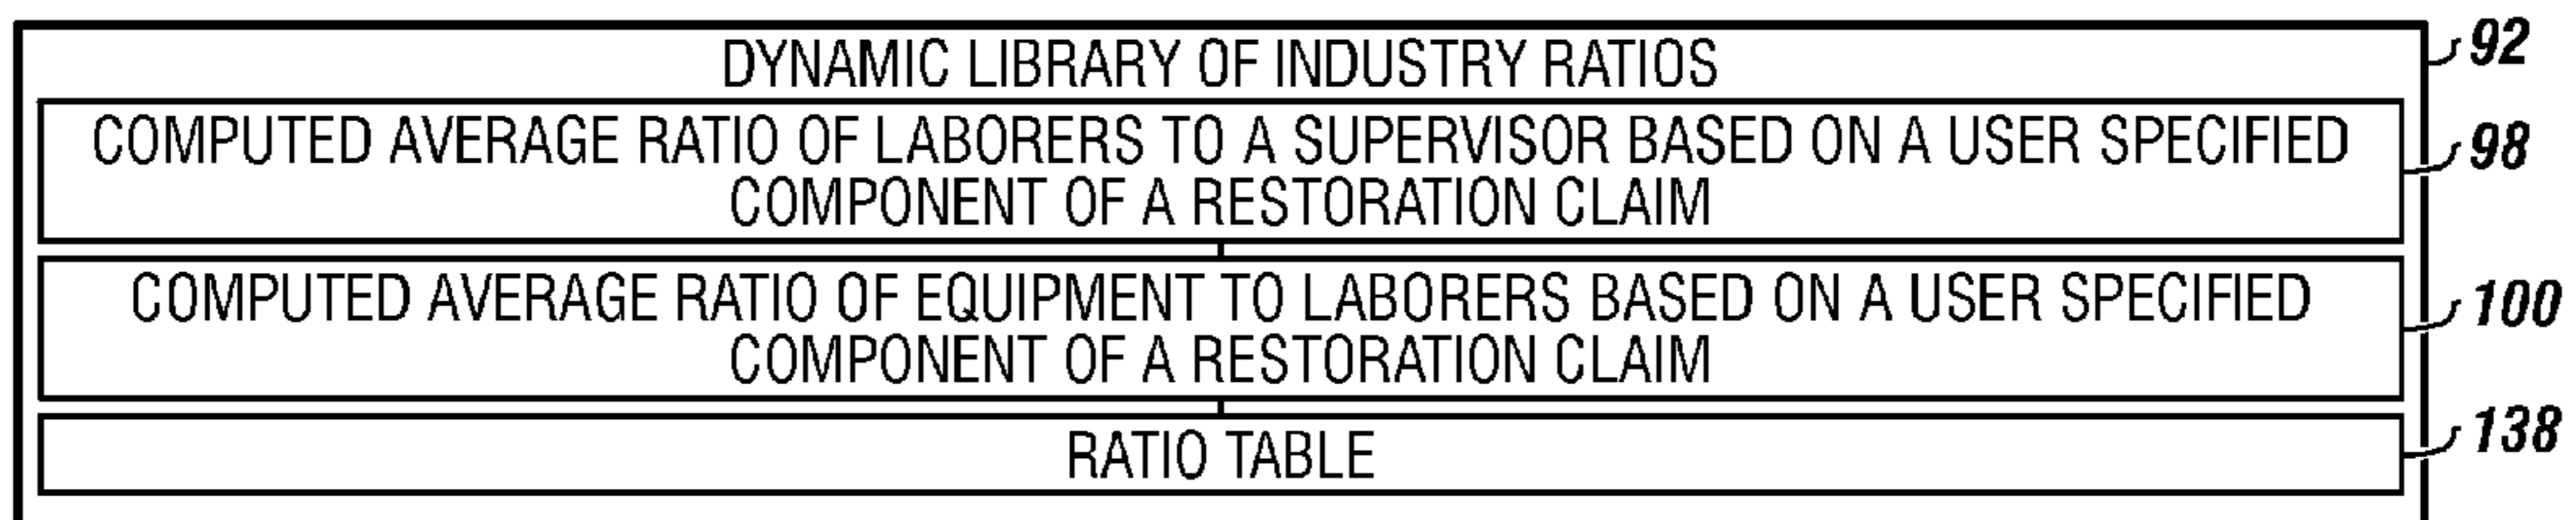 DYNAMIC LIBRARY OF INDUSTRY RATIOS
92
COMPUTED AVERAGE RATIO OF LABORERS TO A SUPERVISOR BASED ON A USER SPECIFIED
COMPONENT OF A RESTORATION CLAIM
98
COMPUTED AVERAGE RATIO OF EQUIPMENT TO LABORERS BASED ON A USER SPECIFIED
COMPONENT OF A RESTORATION CLAIM
100
RATIO TABLE
138